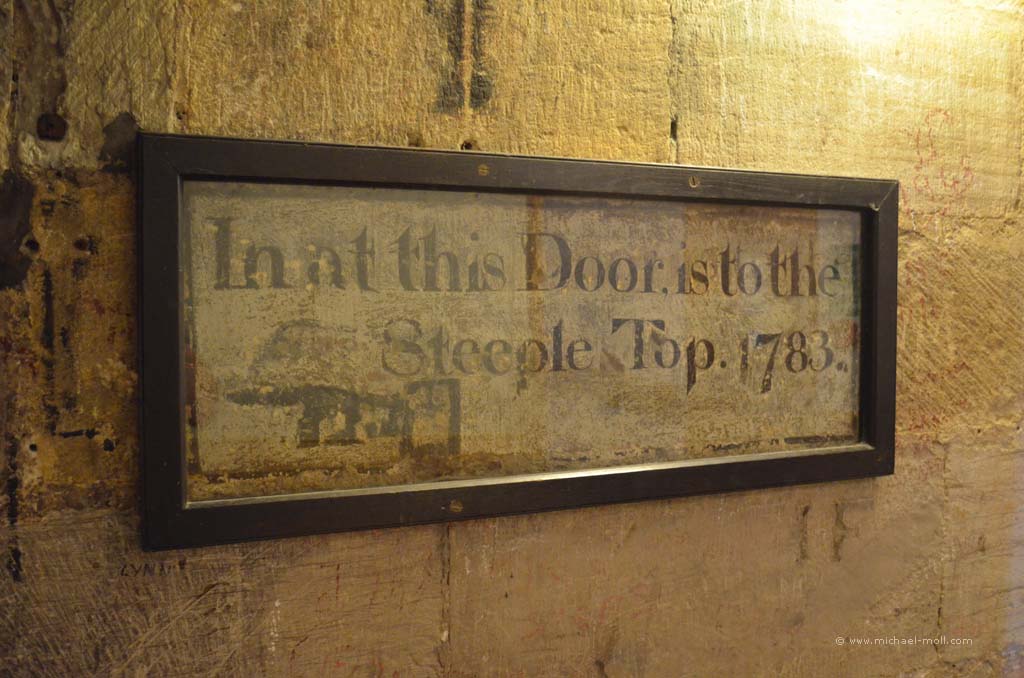 In at this Door, is to the
Steeple Top. 1783.
LYNN
© www.michael-moll.com